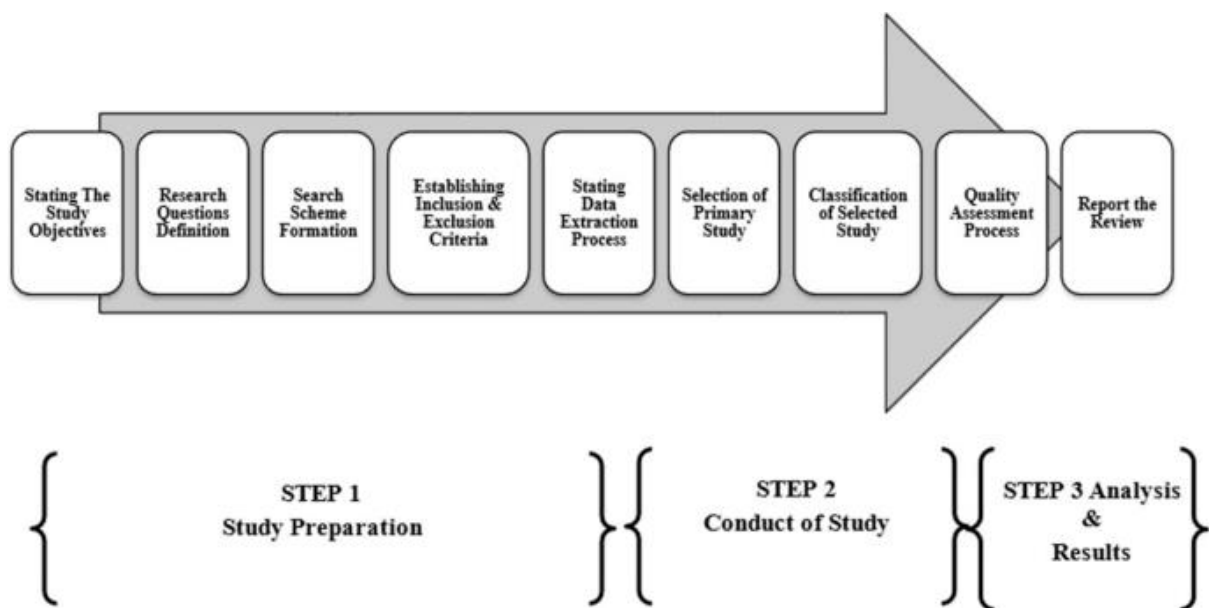 Stating The
Study
Objectives
Research
Questions
Definition
Search
Scheme
Formation
Establishing
Inclusion &
Exclusion
Criteria
Stating
Data
Extraction
Process
Selection of
Primary
Study
Classification
of Selected
Study
Quality
Assessment
Process
Report the
Review
STEP 1
Study Preparation
STEP 2
Conduct of Study
STEP 3 Analysis
&
Results